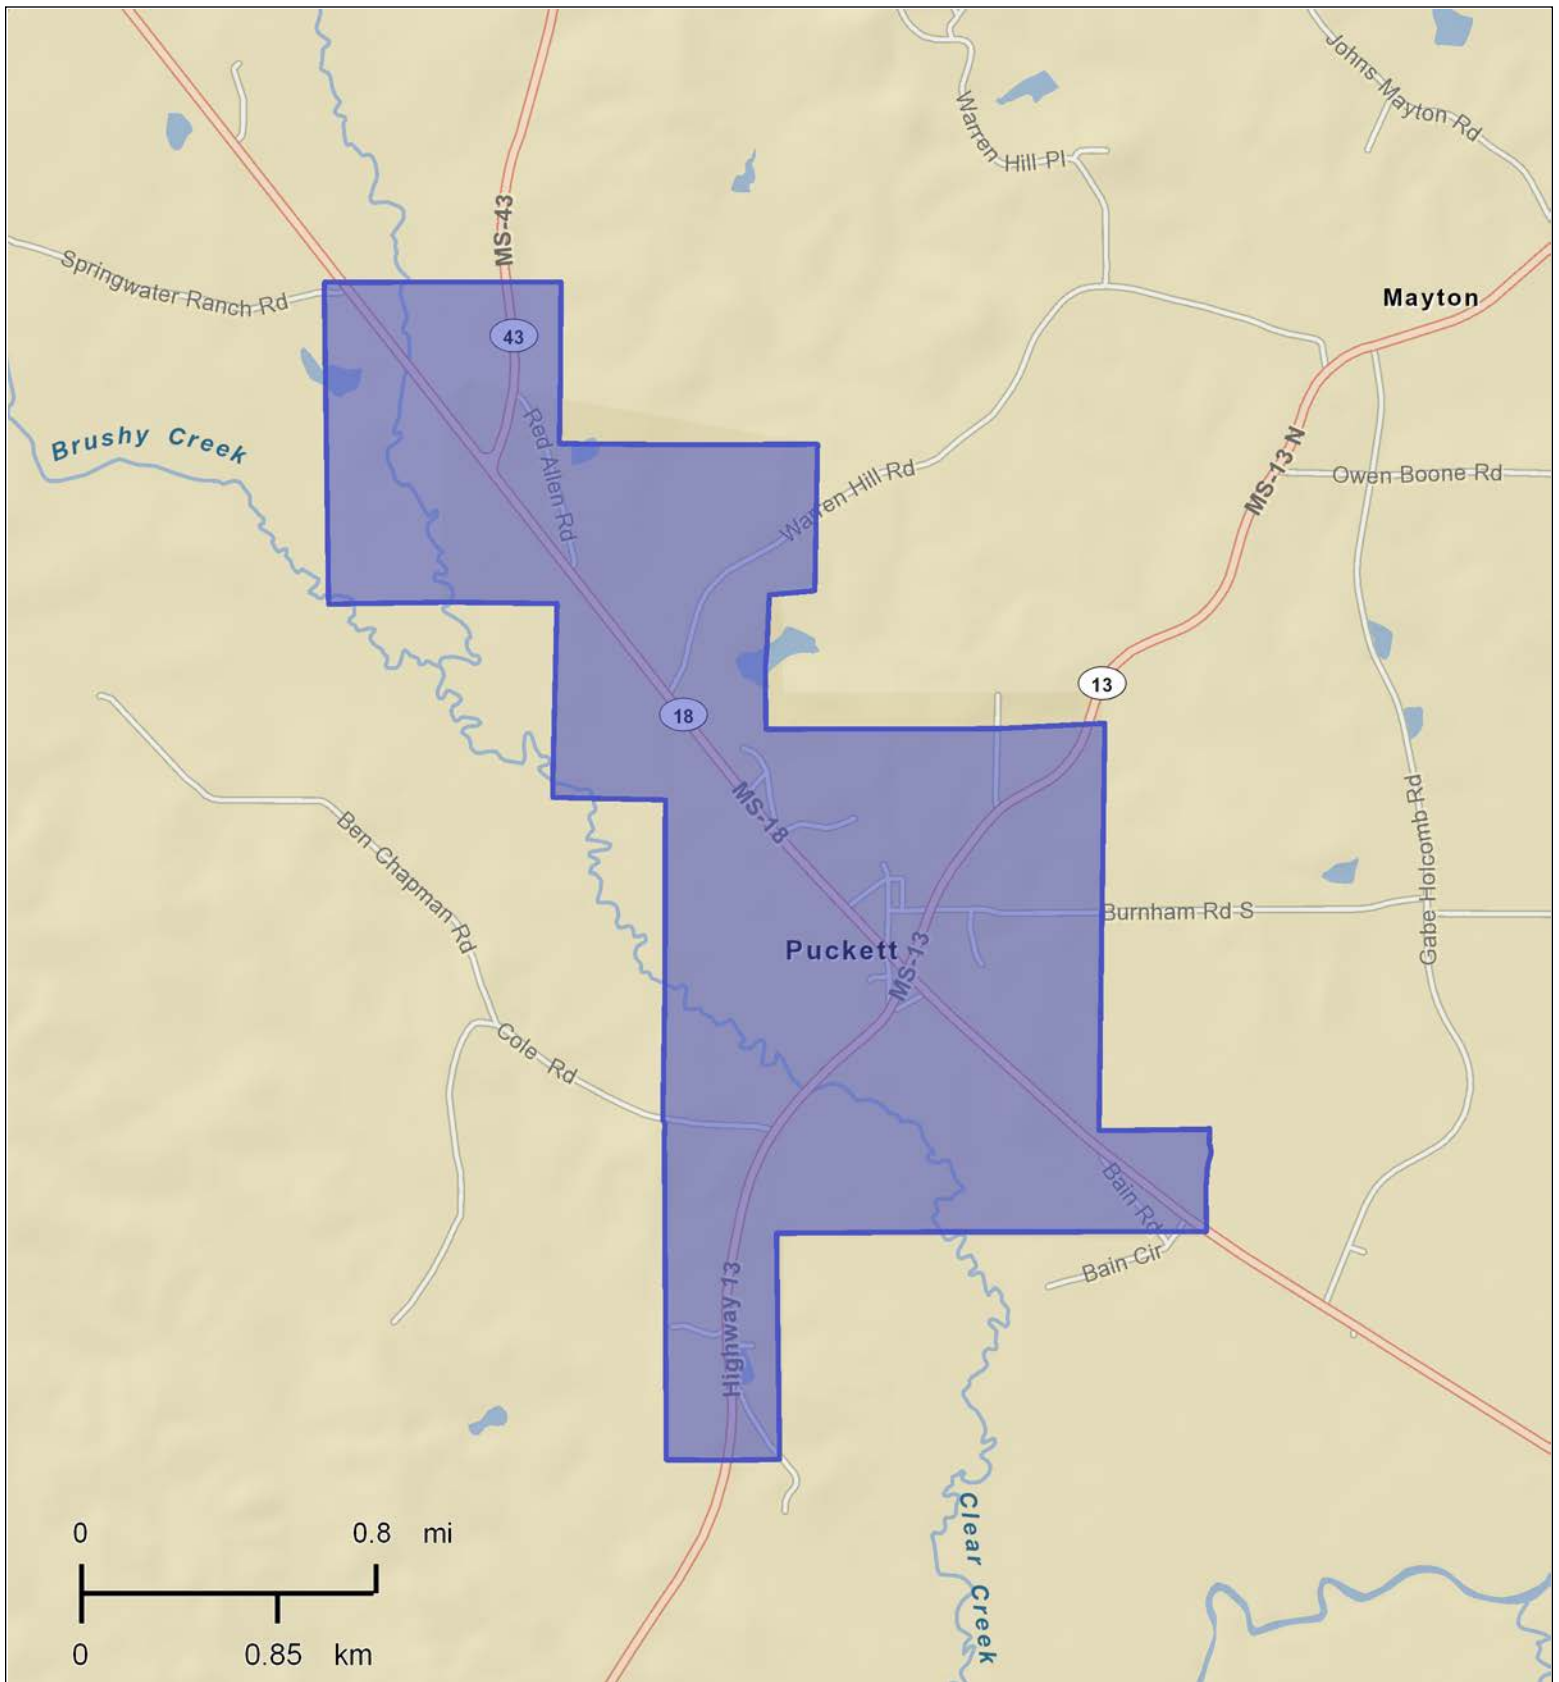 Johns Mayton Rd
Warren Hill Pl
MS-43
Springwater Ranch Rd
Mayton
43
Brushy Creek
Red Allen Rd
Warren Hill Rd
MS-13 N
Owen Boone Rd
13
18
MS-18
Ben Chapman Rd
Gabe Holcomb Rd
Burnham Rd S
Puckett
MS-13
Cole Rd
Bain Rd
Bain Cir
Highway 13
Clear Creek
0 0.8 mi
0 0.85 km